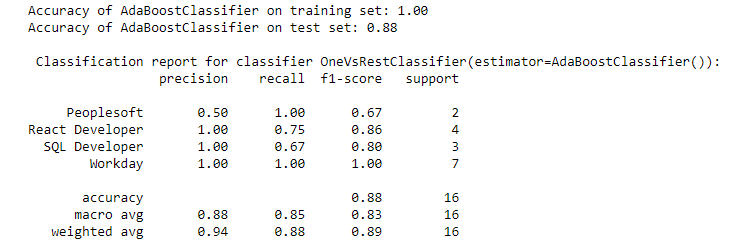 Accuracy of AdaBoostClassifier on training set: 1.00
Accuracy of AdaBoostClassifier on test set: 0.88
Classification report for classifier OneVsRestClassifier(estimator=AdaBoostClassifier()):
precision recall f1-score support
Peoplesoft 0.50 1.00 0.67 2
React Developer 1.00 0.75 0.86 4
SQL Developer 1.00 0.67 0.80 3
Workday 1.00 1.00 1.00 7
accuracy 0.88 16
macro avg 0.88 0.85 0.83 16
weighted avg 0.94 0.88 0.89 16